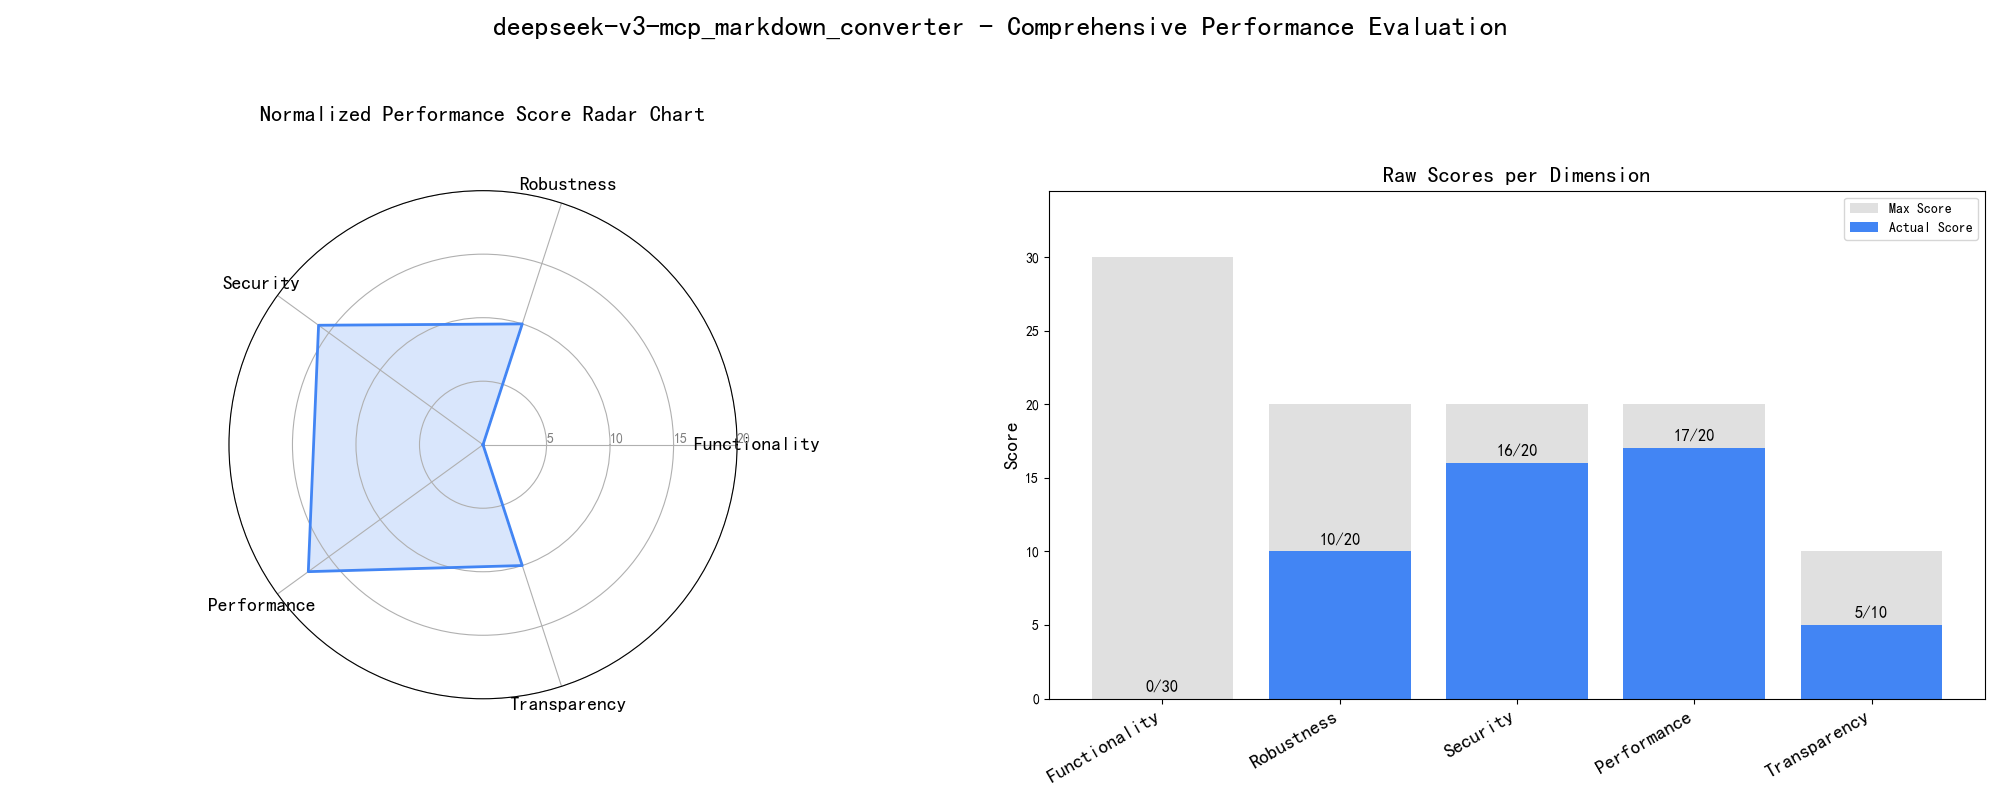 deepseek-v3-mcp_markdown_converter - Comprehensive Performance Evaluation
Normalized Performance Score Radar Chart
Robustness
Security
Functionality
5
10
15
20
Performance
Transparency
Raw Scores per Dimension
Max Score
Actual Score
Score
30
25
20
15
10
5
0
0/30
10/20
16/20
17/20
5/10
Functionality
Robustness
Security
Performance
Transparency